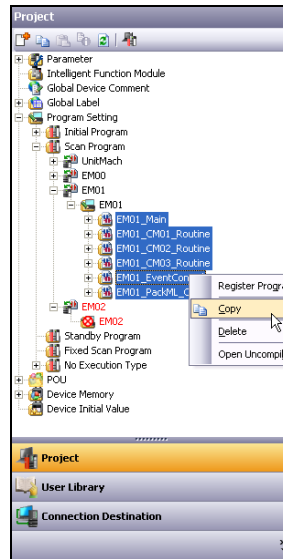 Project
Parameter
Intelligent Function Module
Global Device Comment
Global Label
Program Setting
Initial Program
Scan Program
UnitMach
EM00
EM01
EM01
EM01_Main
EM01_CM01_Routine
EM01_CM02_Routine
EM01_CM03_Routine
EM01_EventCon
EM01_PackML_C
Register Progra
Copy
Delete
Open Uncompil
EM02
EM02
Standby Program
Fixed Scan Program
No Execution Type
POU
Device Memory
Device Initial Value
Project
User Library
Connection Destination